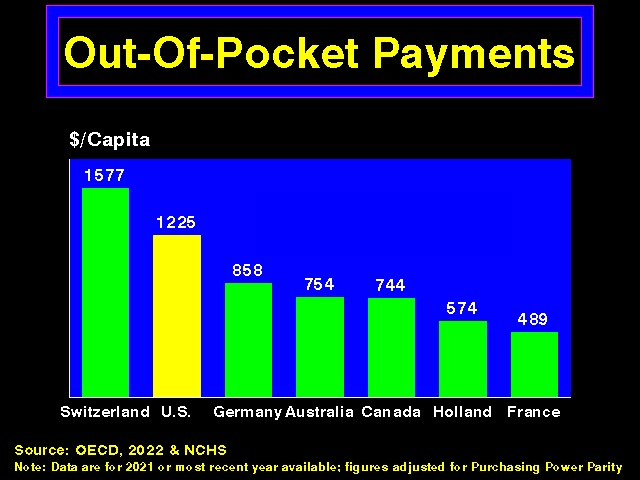 Out-Of-Pocket Payments
$/Capita
1577
1225
858
754
744
574
489
Switzerland U.S. Germany Australia Canada Holland France
Source: OECD, 2022 & NCHS
Note: Data are for 2021 or most recent year available; figures adjusted for Purchasing Power Parity